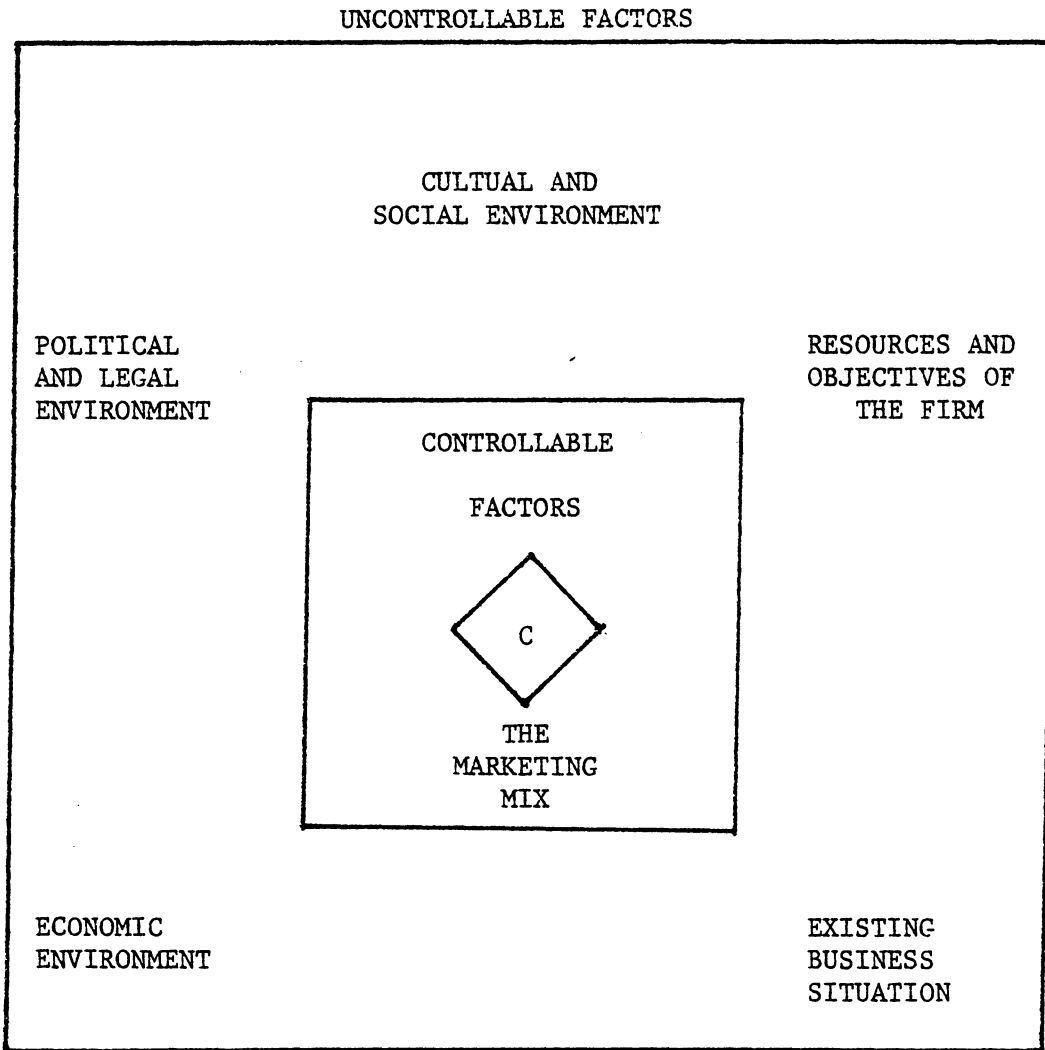 UNCONTROLLABLE FACTORS
CULTUAL AND
SOCIAL ENVIRONMENT
POLITICAL
AND LEGAL
ENVIRONMENT
RESOURCES AND
OBJECTIVES OF
THE FIRM
CONTROLLABLE
FACTORS
C
THE
MARKETING
MIX
ECONOMIC
ENVIRONMENT
EXISTING
BUSINESS
SITUATION